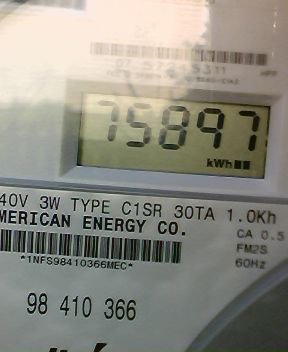 75897
kWh
40V 3W TYPE C1SR 30TA 1.0Kh
MERICAN ENERGY CO.
CA 0.5
FM2S
*1NFS98410366MEC*
60Hz
98 410 366